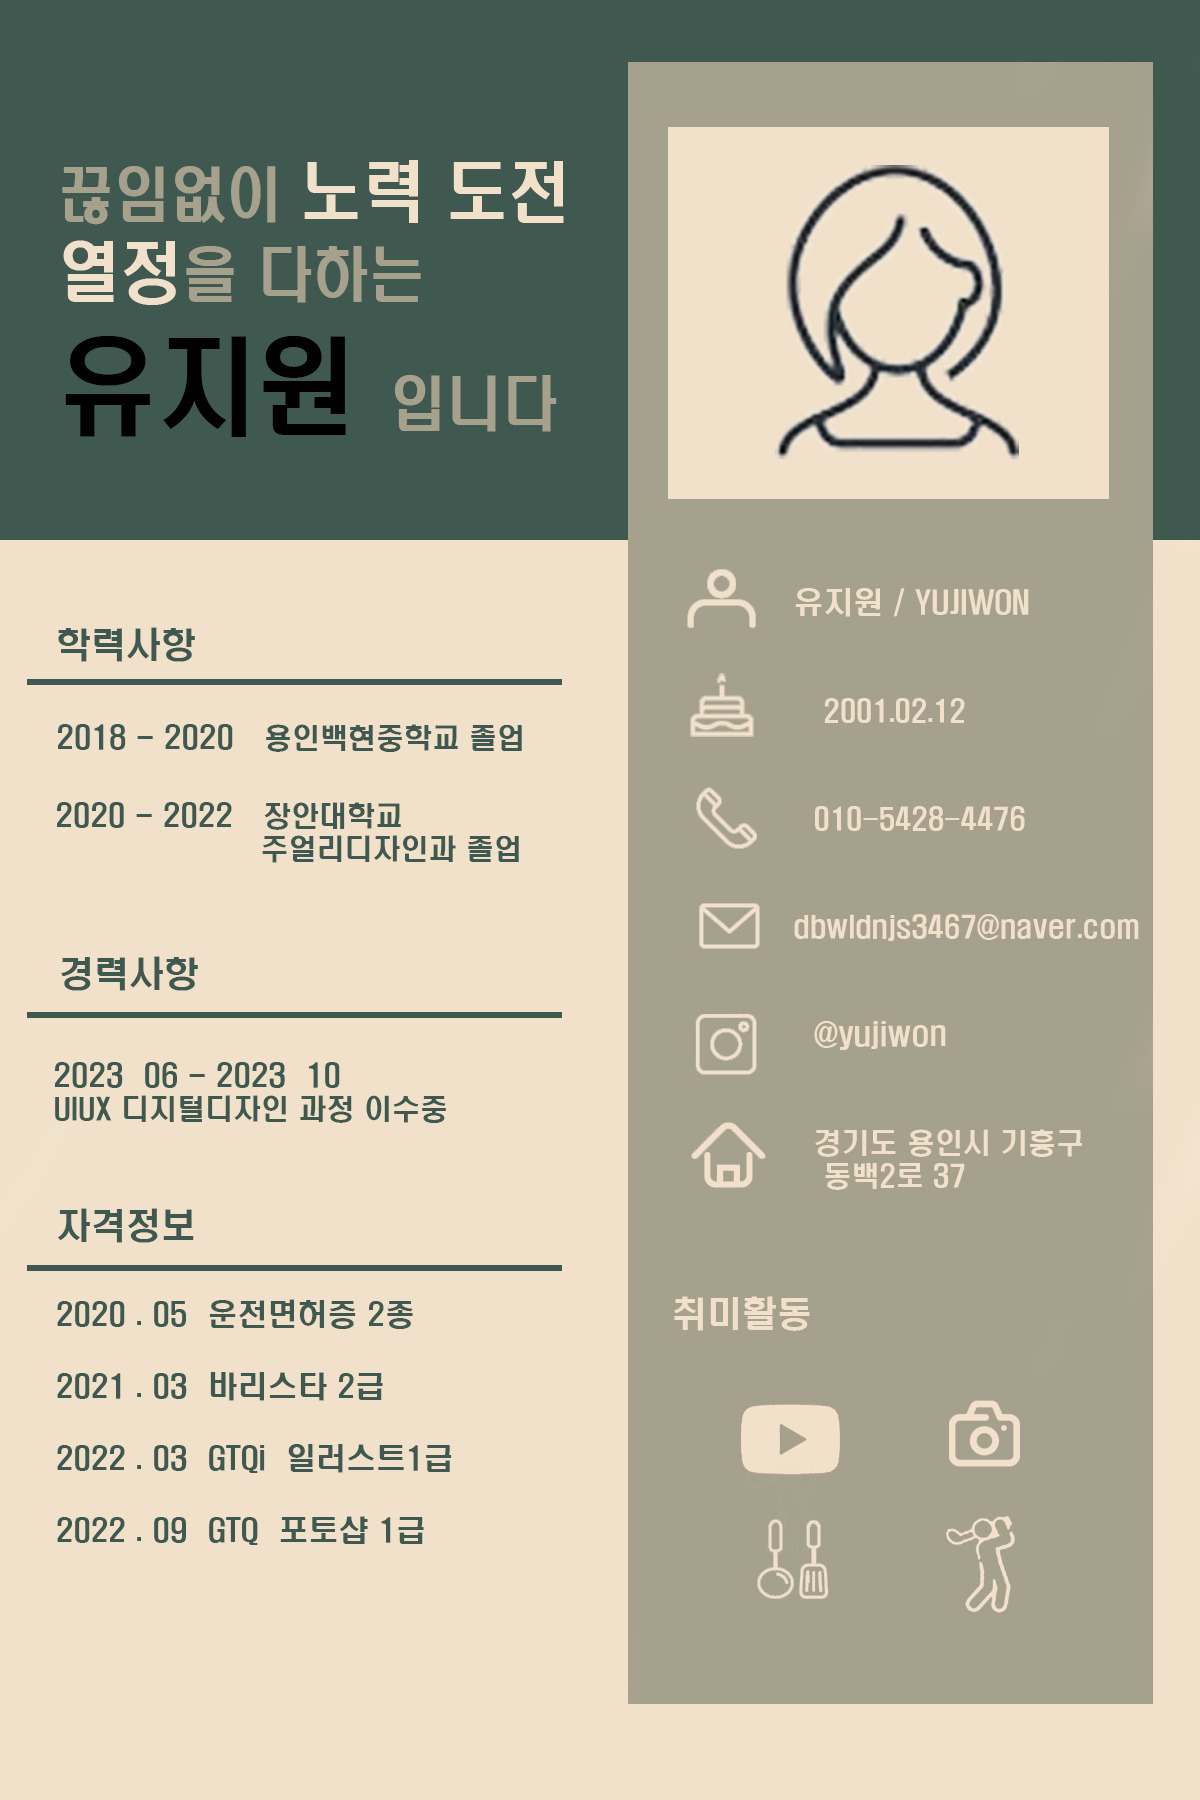 끊임없이 노력 도전
열정을 다하는
유지원 입니다
학력사항
2018 - 2020 용인백현중학교 졸업
2020 - 2022 장안대학교
주얼리디자인과 졸업
경력사항
2023 06 - 2023 10
UIUX 디지털디자인 과정 이수중
자격정보
2020 . 05 운전면허증 2종
2021 . 03 바리스타 2급
2022 . 03 GTQi 일러스트1급
2022 . 09 GTQ 포토샵 1급
유지원 / YUJIWON
2001.02.12
010-5428-4476
dbwldnjs3467@naver.com
@yujiwon
경기도 용인시 기흥구
동백2로 37
취미활동